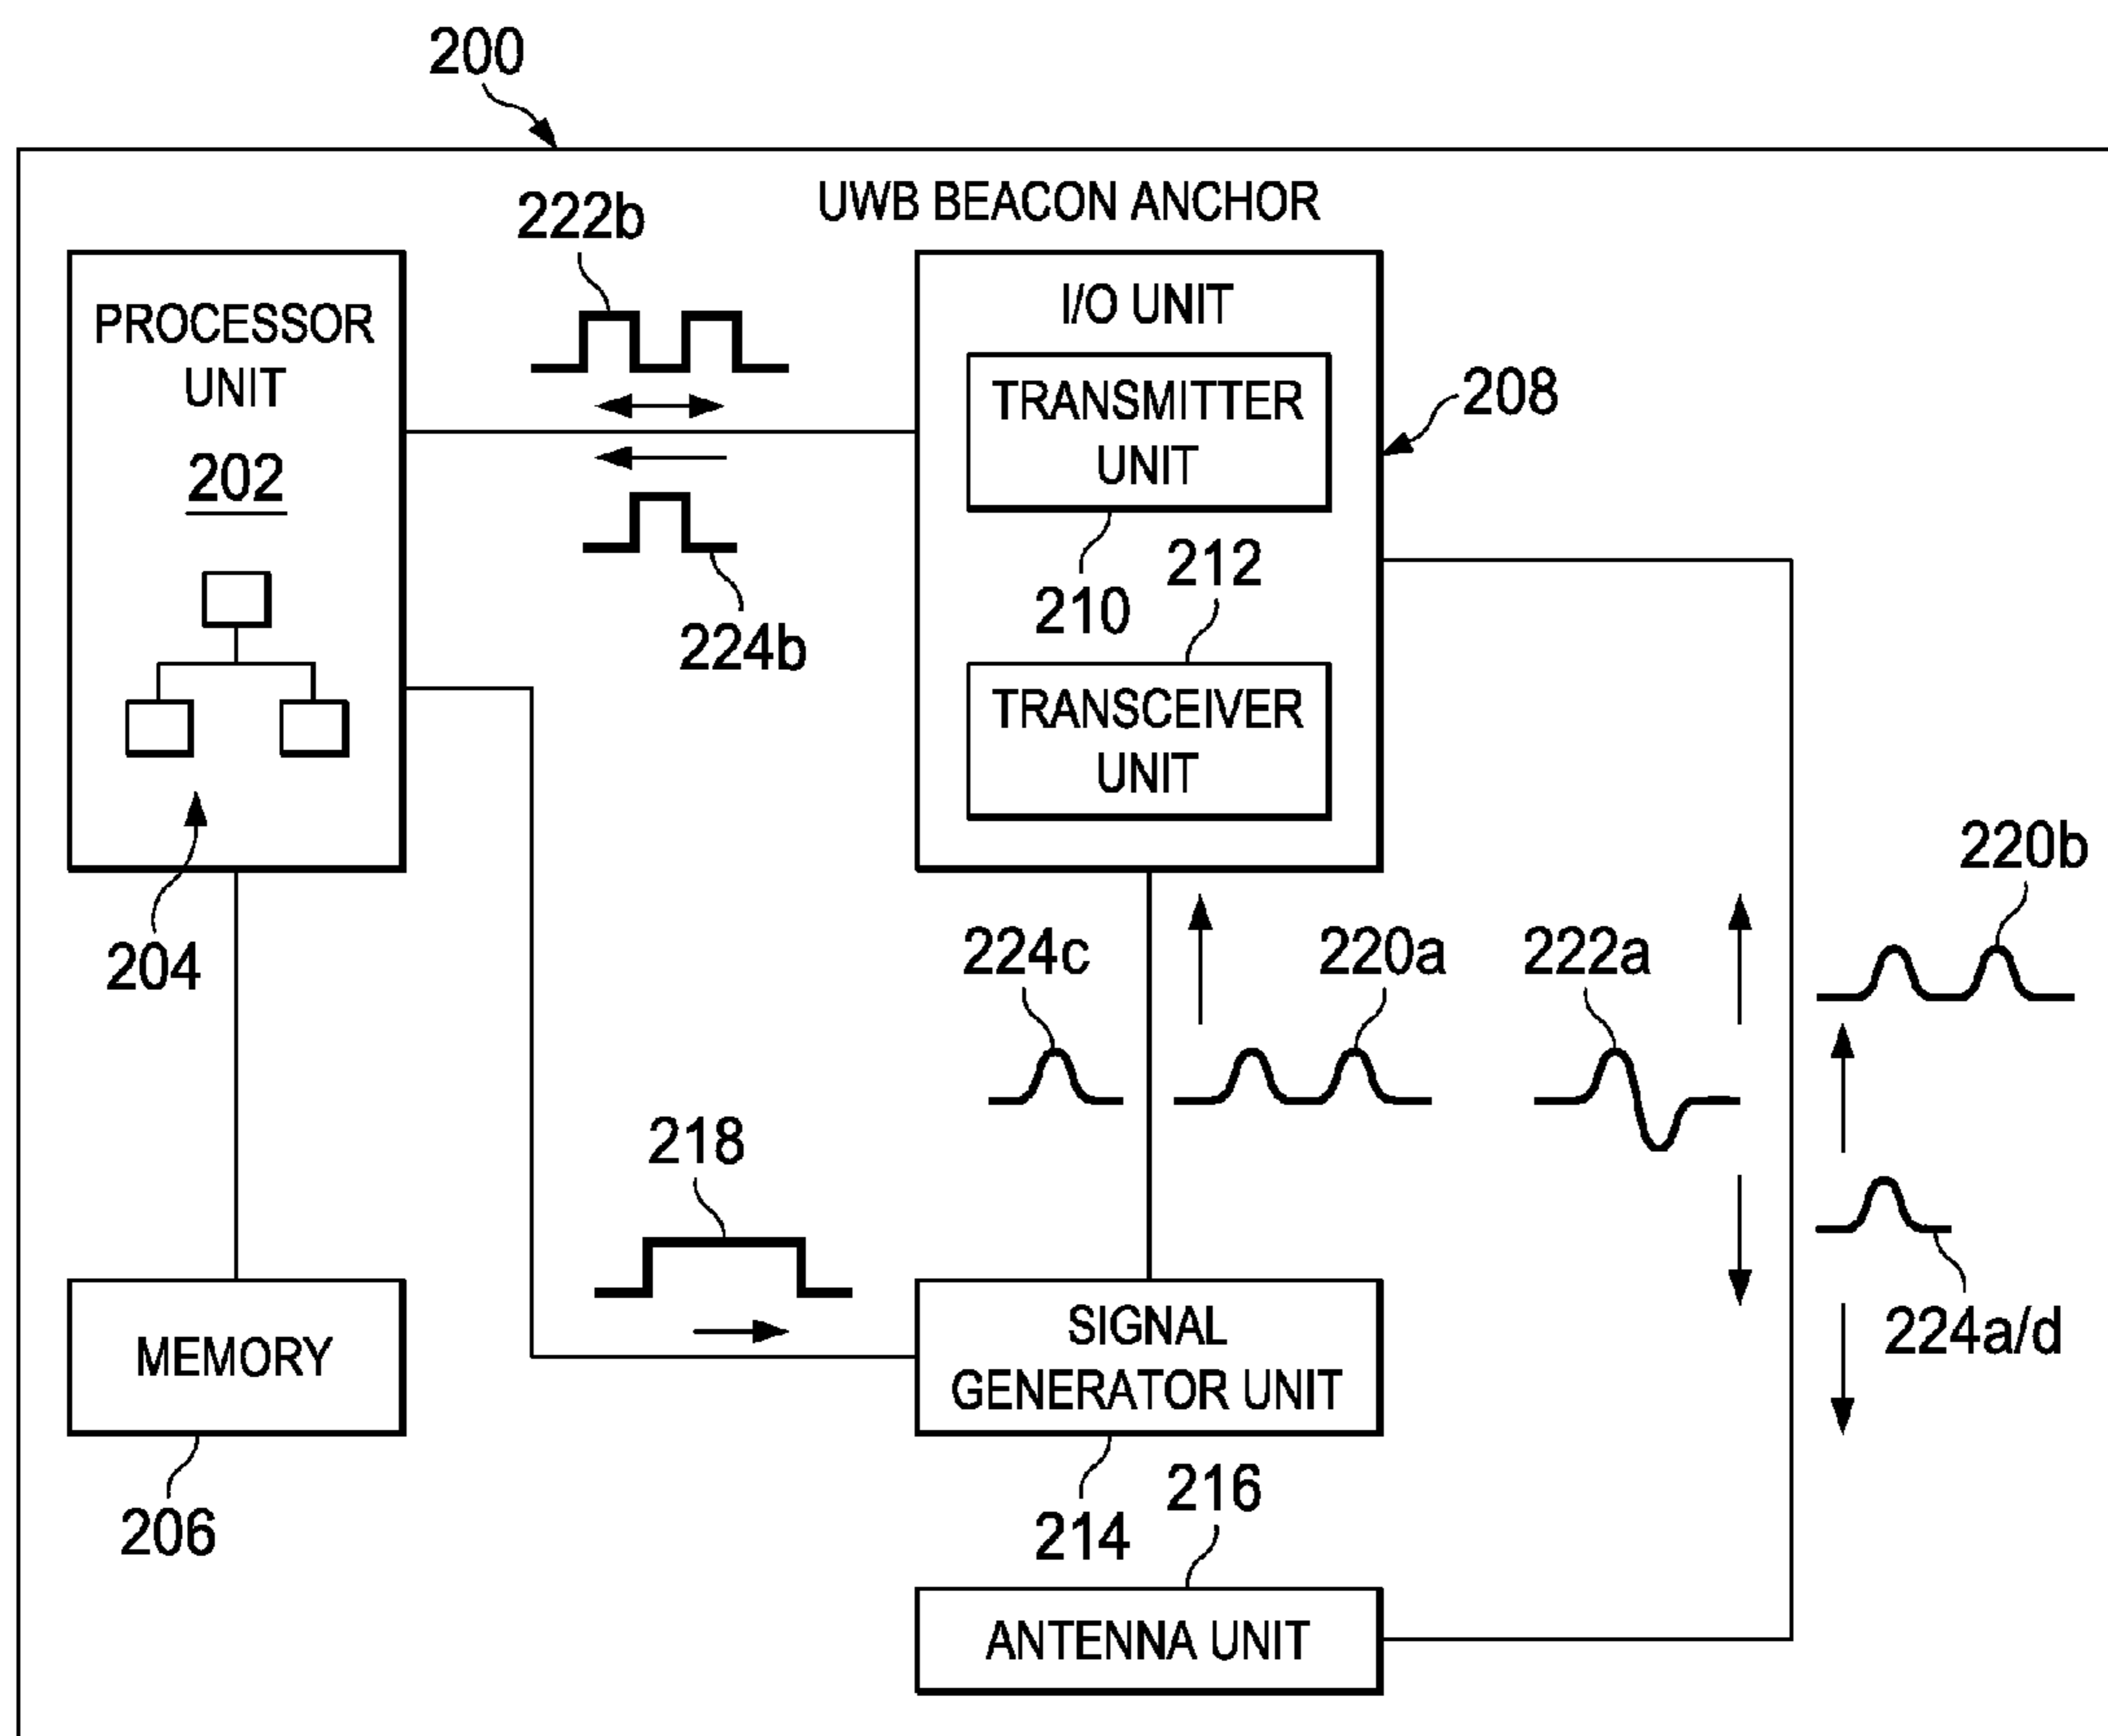 200
UWB BEACON ANCHOR
222b
PROCESSOR
UNIT
202
I/O UNIT
TRANSMITTER
UNIT
208
210
212
224b
TRANSCEIVER
UNIT
204
220b
224c
220a
222a
218
224a/d
MEMORY
206
SIGNAL
GENERATOR UNIT
214
216
ANTENNA UNIT